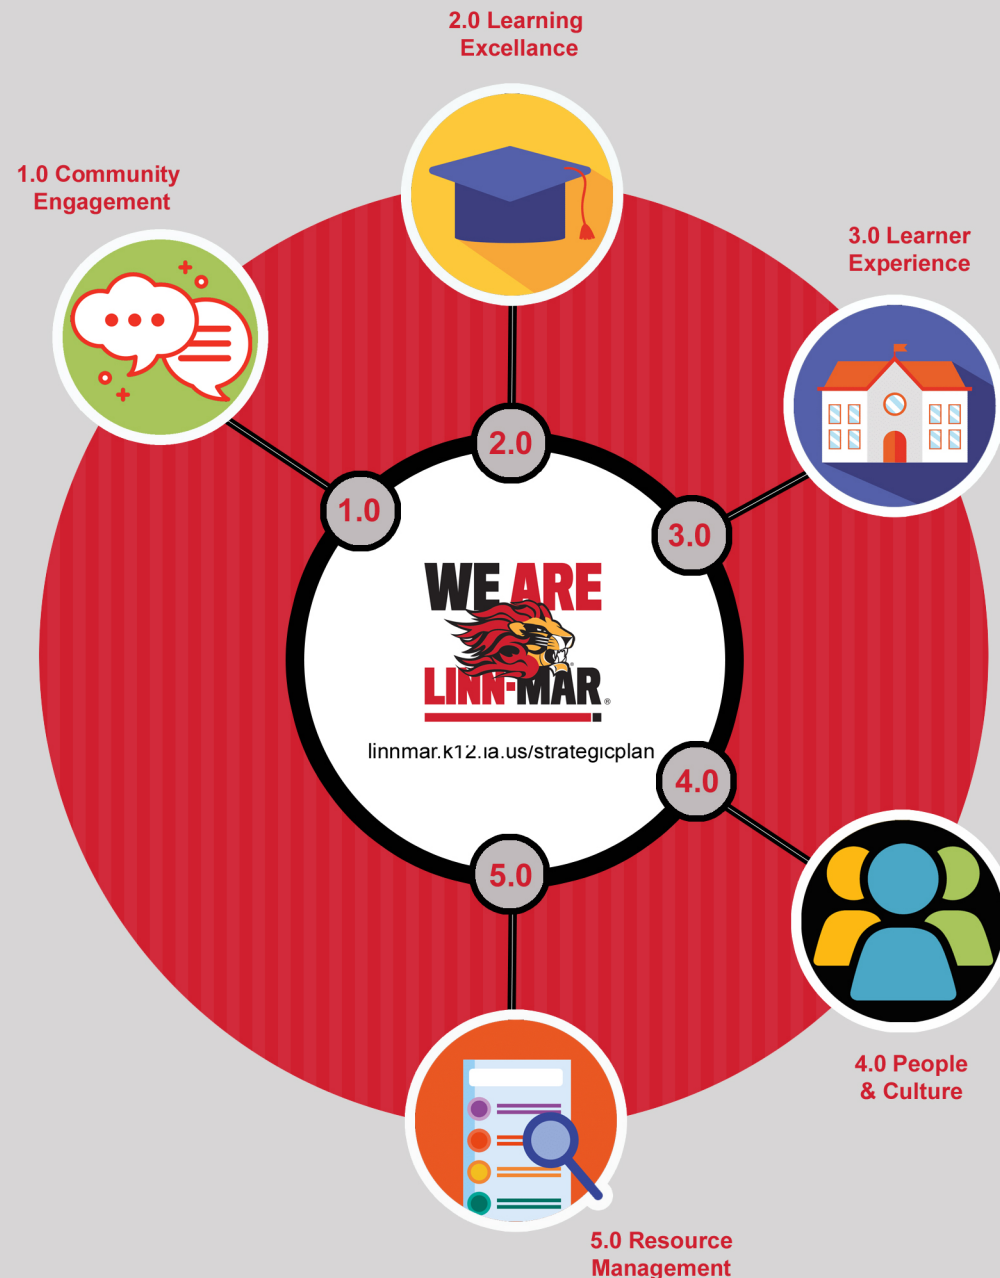 2.0 Learning
Excellance
1.0 Community
Engagement
3.0 Learner
Experience
2.0
1.0
3.0
WE ARE
LINN-MAR®
linnmar.k12.ia.us/strategicplan
4.0
5.0
4.0 People
& Culture
5.0 Resource
Management